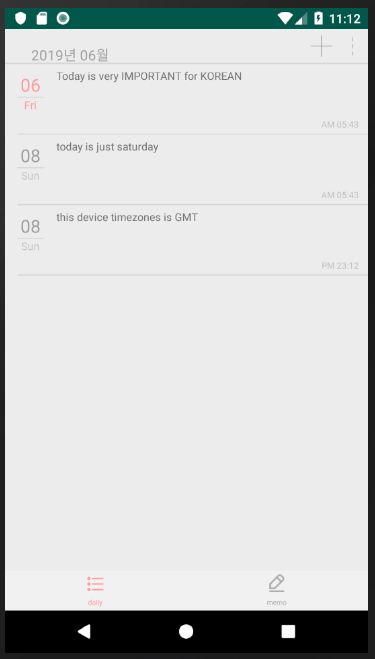 11:12
2019년 06월
06
Fri
Today is very IMPORTANT for KOREAN
AM 05:43
08
Sun
today is just saturday
AM 05:43
08
Sun
this device timezones is GMT
PM 23:12
daily
memo